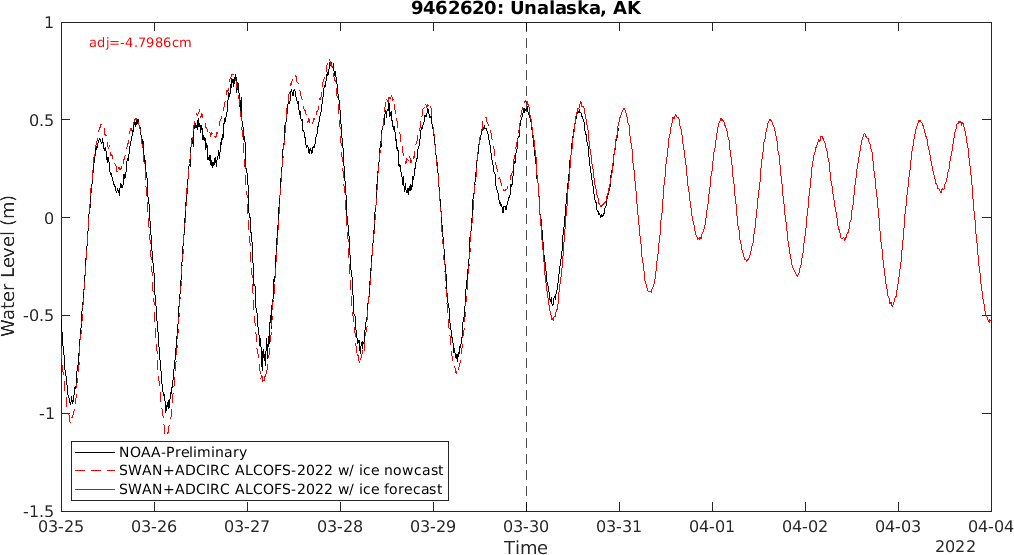 9462620: Unalaska, AK
adj=-4.7986cm
1
0.5
0
-0.5
-1
-1.5
Water Level (m)
NOAA-Preliminary
SWAN+ADCIRC ALCOFS-2022 w/ ice nowcast
SWAN+ADCIRC ALCOFS-2022 w/ ice forecast
03-25 03-26 03-27 03-28 03-29 03-30 03-31 04-01 04-02 04-03 04-04
Time
2022